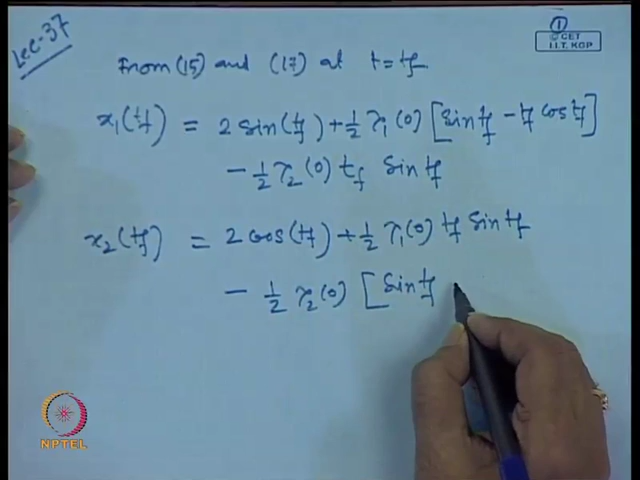 Lec-37
①
© CET
I.I.T. KGP
From (15) and (17) at t=tf
x₁(tf) = 2 sin(tf) + 1/2 λ₁(0) [sin tf - tf cos tf]
- 1/2 λ₂(0) tf sin tf
x₂(tf) = 2 cos(tf) + 1/2 λ₁(0) tf sin tf
- 1/2 λ₂(0) [sin tf
NPTEL